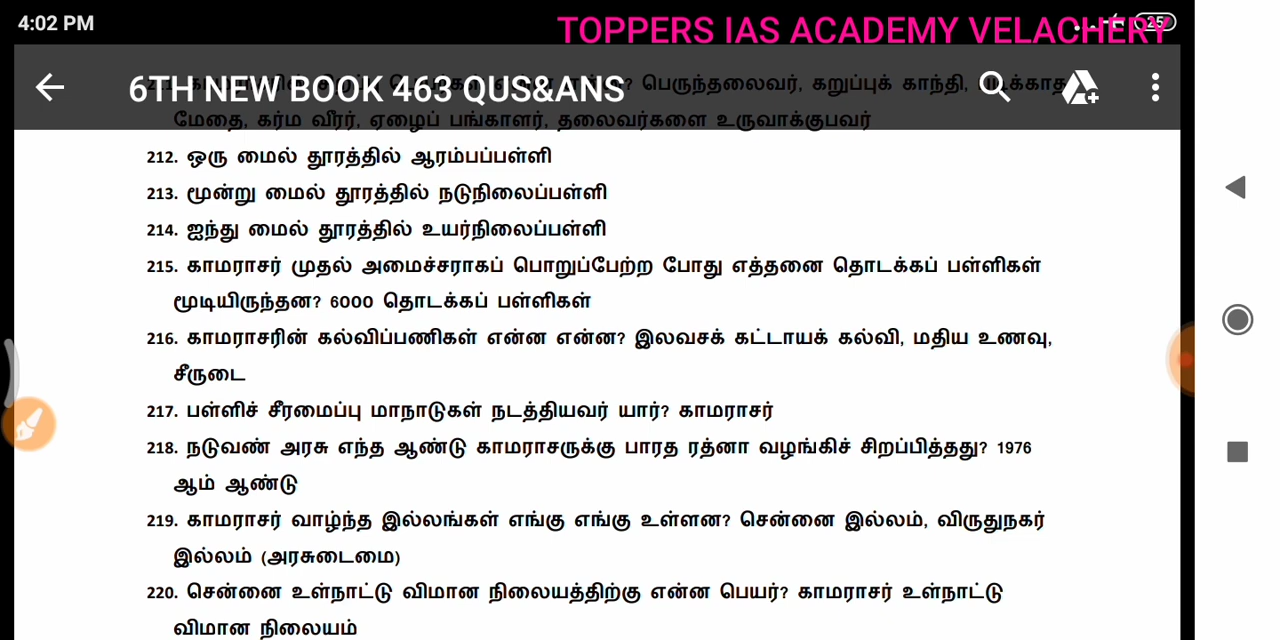 4:02 PM
TOPPERS IAS ACADEMY VELACHERY
6TH NEW BOOK 463 QUS&ANS
பெருந்தலைவர், கறுப்புக் காந்தி,
மேதை, கர்ம வீரர், ஏழைப் பங்காளர், தலைவர்களை உருவாக்குபவர்
212. ஒரு மைல் தூரத்தில் ஆரம்பப்பள்ளி
213. மூன்று மைல் தூரத்தில் நடுநிலைப்பள்ளி
214. ஐந்து மைல் தூரத்தில் உயர்நிலைப்பள்ளி
215. காமராசர் முதல் அமைச்சராகப் பொறுப்பேற்ற போது எத்தனை தொடக்கப் பள்ளிகள்
மூடியிருந்தன? 6000 தொடக்கப் பள்ளிகள்
216. காமராசரின் கல்விப்பணிகள் என்ன என்ன? இலவசக் கட்டாயக் கல்வி, மதிய உணவு,
சீருடை
217. பள்ளிச் சீரமைப்பு மாநாடுகள் நடத்தியவர் யார்? காமராசர்
218. நடுவண் அரசு எந்த ஆண்டு காமராசருக்கு பாரத ரத்னா வழங்கிச் சிறப்பித்தது? 1976
ஆம் ஆண்டு
219. காமராசர் வாழ்ந்த இல்லங்கள் எங்கு எங்கு உள்ளன? சென்னை இல்லம், விருதுநகர்
இல்லம் (அரசுடைமை)
220. சென்னை உள்நாட்டு விமான நிலையத்திற்கு என்ன பெயர்? காமராசர் உள்நாட்டு
விமான நிலையம்